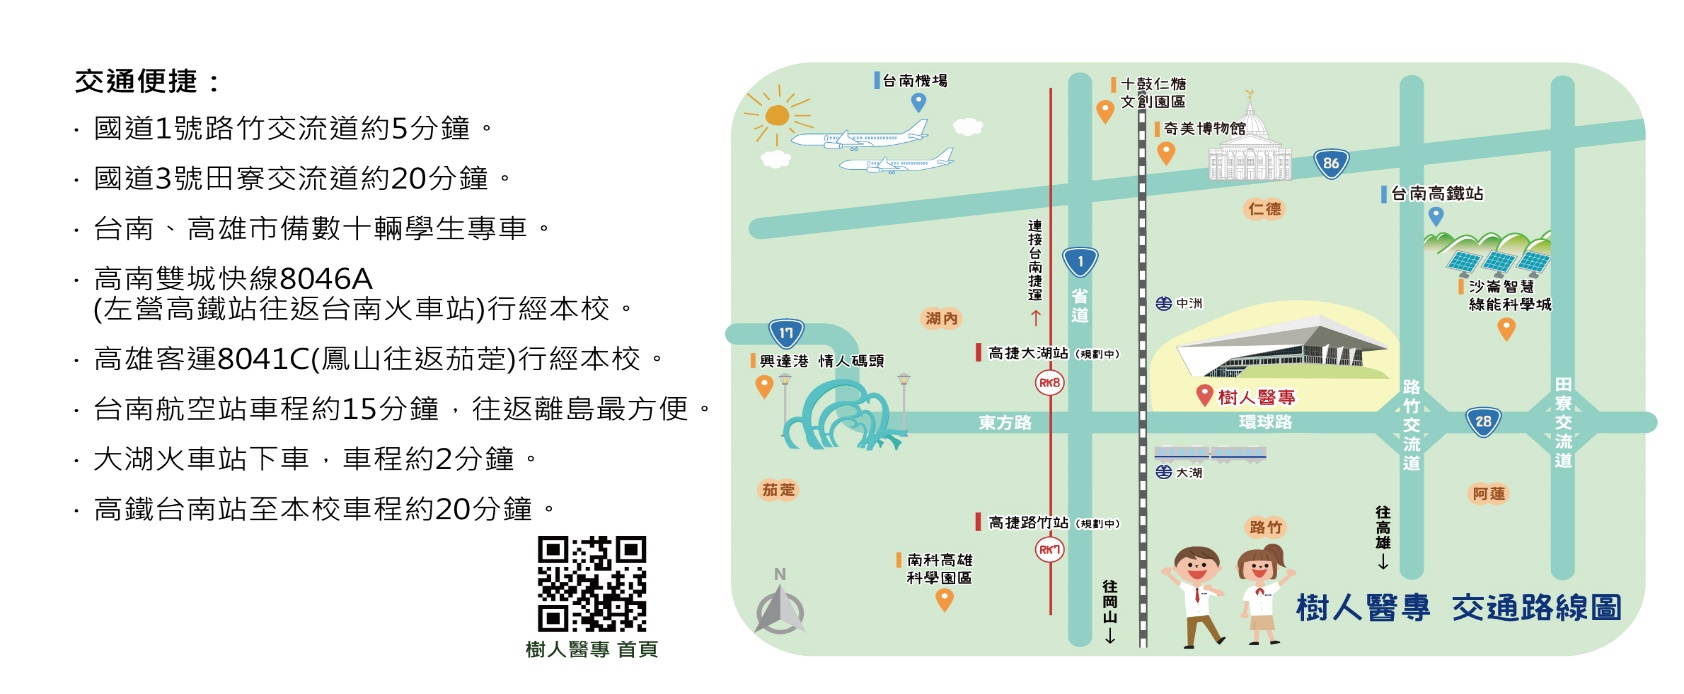 交通便捷：
· 國道1號路竹交流道約5分鐘。
· 國道3號田寮交流道約20分鐘。
· 台南、高雄市備數十輛學生專車。
· 高南雙城快線8046A
(左營高鐵站往返台南火車站)行經本校。
· 高雄客運8041C(鳳山往返茄萣)行經本校。
· 台南航空站車程約15分鐘，往返離島最方便。
· 大湖火車站下車，車程約2分鐘。
· 高鐵台南站至本校車程約20分鐘。
樹人醫專 首頁
台南機場
十鼓仁糖
文創園區
奇美博物館
86
台南高鐵站
仁德
連接台南捷運↑
1
省道
中洲
沙崙智慧
綠能科學城
湖內
17
興達港 情人碼頭
高捷大湖站（規劃中）
RK8
樹人醫專
東方路
環球路
路竹交流道
28
田寮交流道
大湖
茄萣
阿蓮
高捷路竹站（規劃中）
RK7
路竹
往高雄↓
南科高雄
科學園區
往岡山↓
N
樹人醫專 交通路線圖